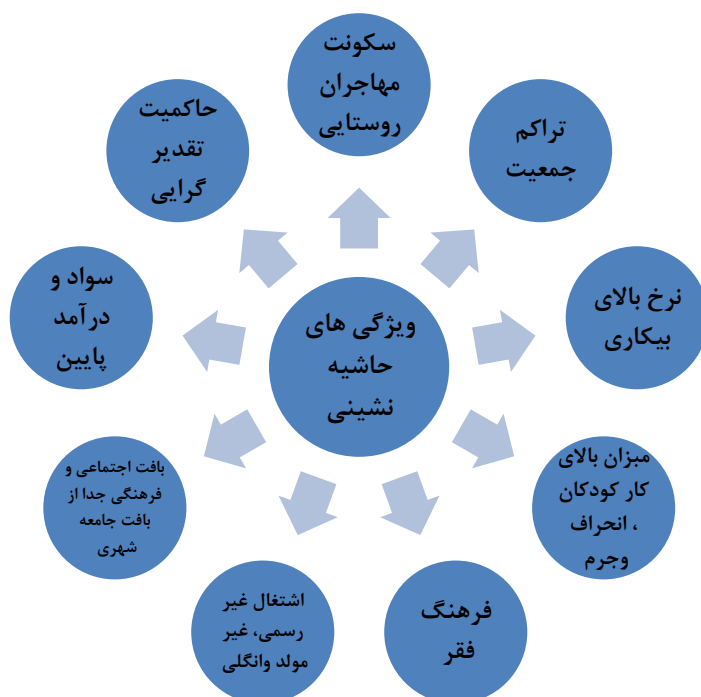 سکونت
مهاجران
روستایی
تراکم
جمعیت
نرخ بالای
بیکاری
مبزان بالای
کار کودکان
، انحراف
وجرم
فرهنگ
فقر
اشتغال غیر
رسمی، غیر
مولد وانگلی
بافت اجتماعی و
فرهنگی جدا از
بافت جامعه
شهری
سواد و
درآمد
پایین
حاکمیت
تقدیر
گرایی
ویژگی های
حاشیه
نشینی